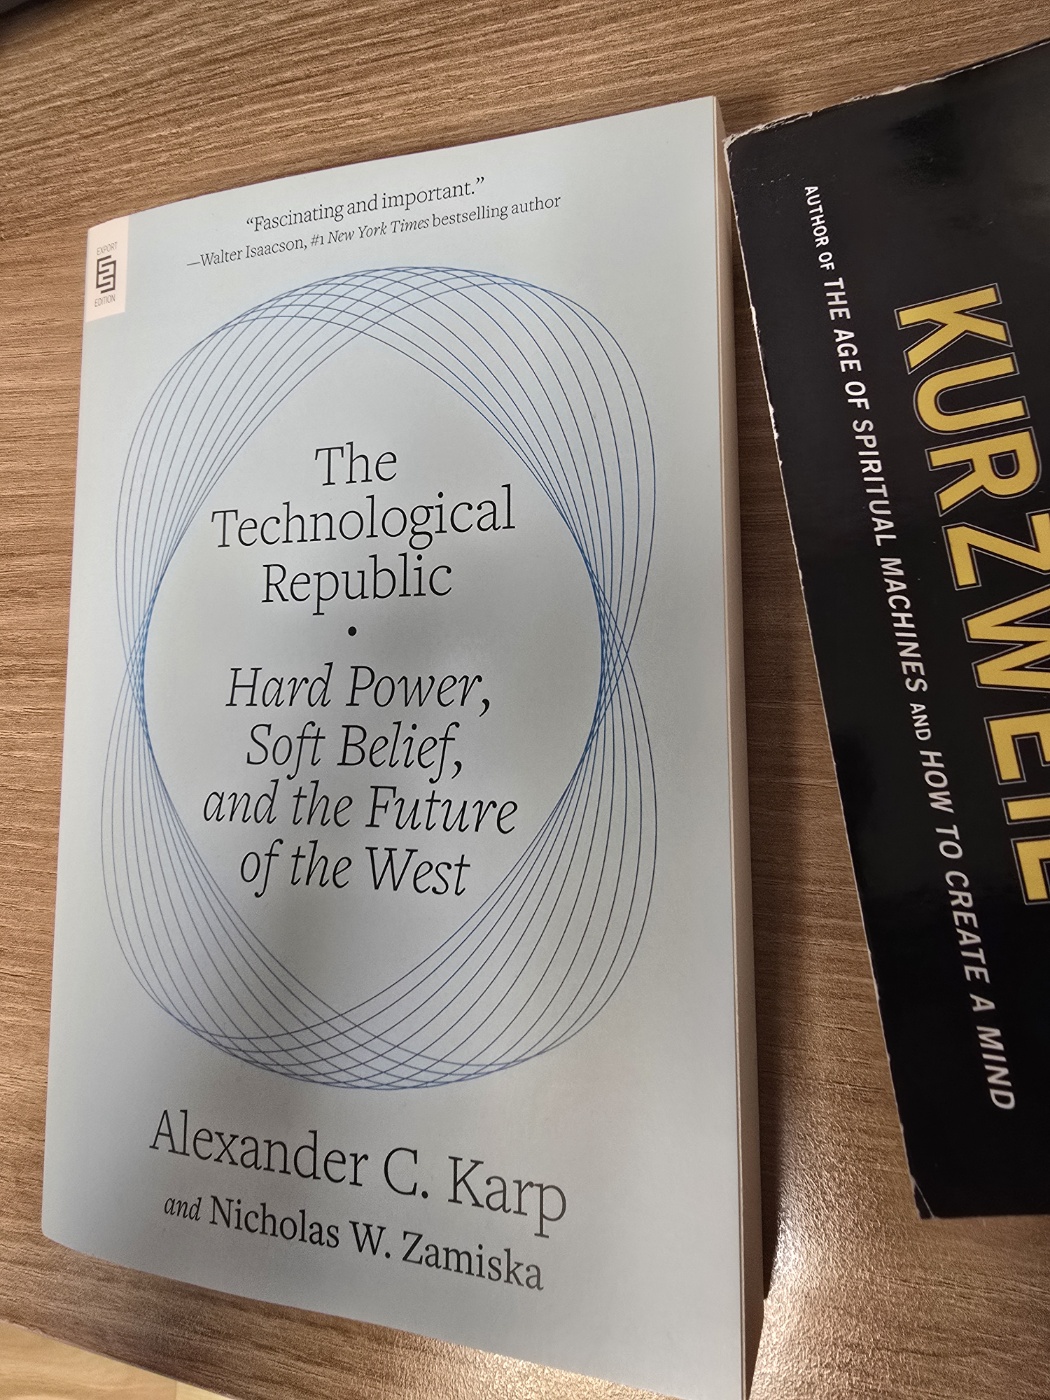 “Fascinating and important.”
—Walter Isaacson, #1 New York Times bestselling author
EXPORT
EDITION
The
Technological
Republic
•
Hard Power,
Soft Belief,
and the Future
of the West
Alexander C. Karp
and Nicholas W. Zamiska
AUTHOR OF THE AGE OF SPIRITUAL MACHINES AND HOW TO CREATE A MIND
KURZWEIL